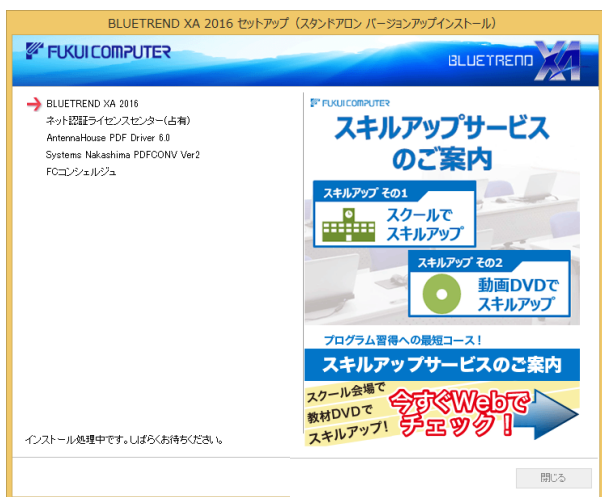 BLUETREND XA 2016 セットアップ（スタンドアロン バージョンアップインストール）
FUKUI COMPUTER
BLUETREND XA
BLUETREND XA 2016
ネット認証ライセンスセンター(占有)
AntennaHouse PDF Driver 6.0
Systems Nakashima PDFCONV Ver2
FCコンシェルジュ
FUKUI COMPUTER
スキルアップサービス
のご案内
スキルアップ その1
スクールで
スキルアップ
スキルアップ その2
動画DVDで
スキルアップ
プログラム習得への最短コース！
スキルアップサービスのご案内
スクール会場で
教材DVDで
スキルアップ!
今すぐWebで
チェック！
インストール処理中です。しばらくお待ちください。
閉じる